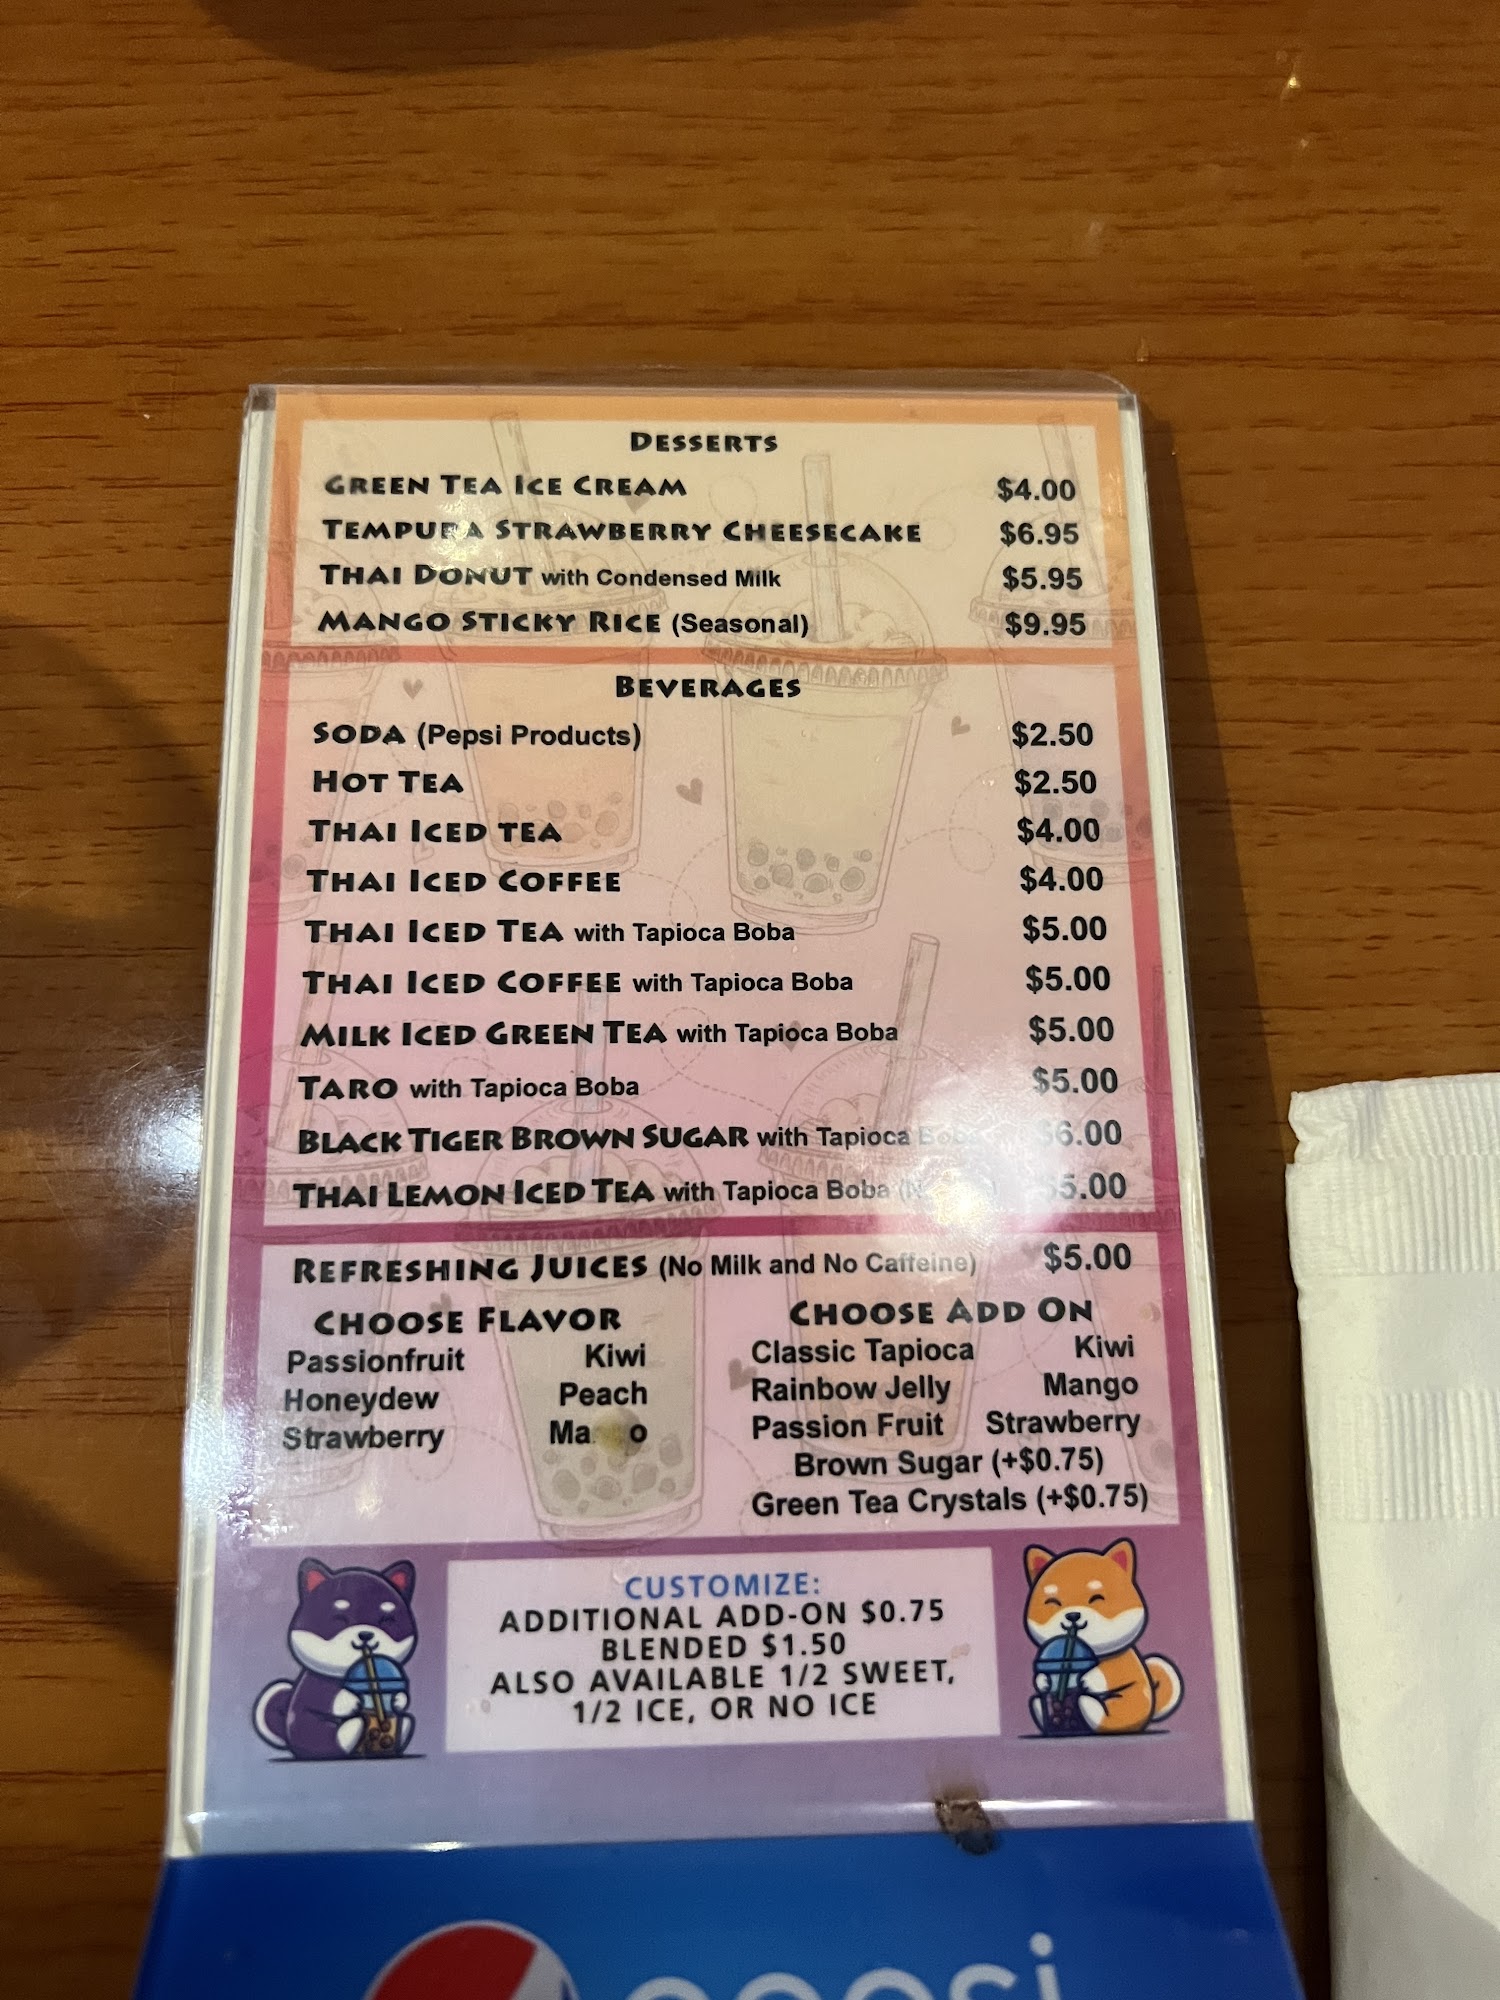 DESSERTS
GREEN TEA ICE CREAM $4.00
TEMPURA STRAWBERRY CHEESECAKE $6.95
THAI DONUT with Condensed Milk $5.95
MANGO STICKY RICE (Seasonal) $9.95
BEVERAGES
SODA (Pepsi Products) $2.50
HOT TEA $2.50
THAI ICED TEA $4.00
THAI ICED COFFEE $4.00
THAI ICED TEA with Tapioca Boba $5.00
THAI ICED COFFEE with Tapioca Boba $5.00
MILK ICED GREEN TEA with Tapioca Boba $5.00
TARO with Tapioca Boba $5.00
BLACK TIGER BROWN SUGAR with Tapioca Boba $6.00
THAI LEMON ICED TEA with Tapioca Boba $5.00
REFRESHING JUICES (No Milk and No Caffeine) $5.00
CHOOSE FLAVOR
Passionfruit Kiwi
Honeydew Peach
Strawberry Mango
CHOOSE ADD ON
Classic Tapioca Kiwi
Rainbow Jelly Mango
Passion Fruit Strawberry
Brown Sugar (+$0.75)
Green Tea Crystals (+$0.75)
CUSTOMIZE:
ADDITIONAL ADD-ON $0.75
BLENDED $1.50
ALSO AVAILABLE 1/2 SWEET,
1/2 ICE, OR NO ICE
pepsi